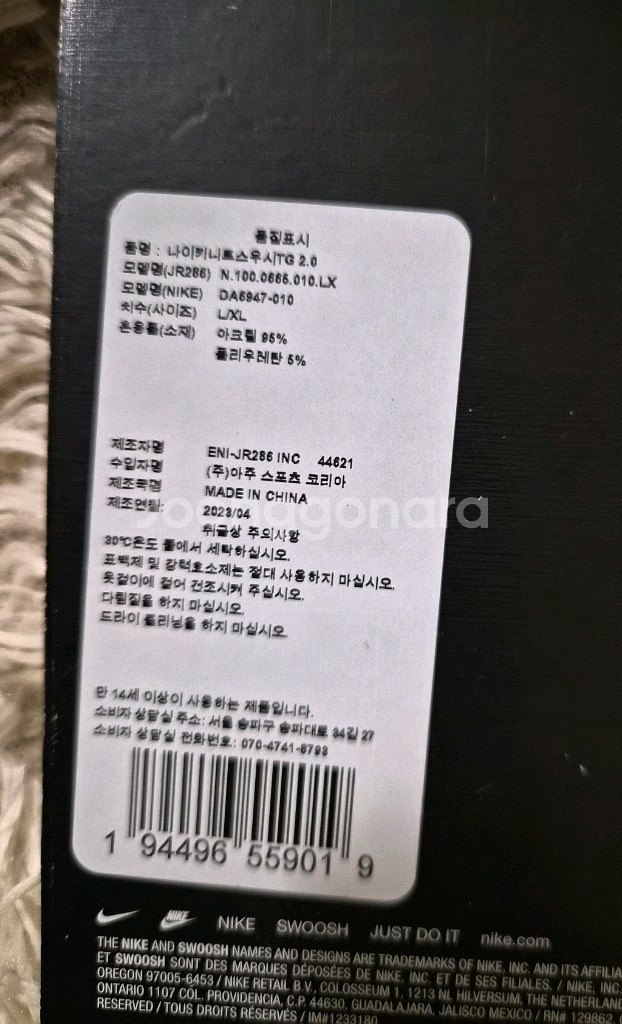 품질표시
품명 : 나이키니트스우시TG 2.0
모델명(JR286) N.100.0665.010.LX
모델명(NIKE) DA6947-010
치수(사이즈) L/XL
혼용률(소재) 아크릴 95%
폴리우레탄 5%
제조자명 ENI-JR286 INC 44621
수입자명 (주)아주 스포츠 코리아
제조국명 MADE IN CHINA
제조연월: 2023/04
취급상 주의사항
30℃온도 물에서 세탁하십시오.
표백제 및 강력효소제는 절대 사용하지 마십시오.
옷걸이에 걸어 건조시켜 주십시오.
다림질을 하지 마십시오.
드라이 클리닝을 하지 마십시오.
만 14세 이상이 사용하는 제품입니다.
소비자 상담실 주소: 서울 송파구 송파대로 34길 27
소비자 상담실 전화번호: 070-4741-8793
1 94496 55901 9
NIKE NIKE SWOOSH JUST DO IT nike.com
THE NIKE AND SWOOSH NAMES AND DESIGNS ARE TRADEMARKS OF NIKE, INC. AND ITS AFFILIA
ET SWOOSH SONT DES MARQUES DÉPOSÉES DE NIKE, INC. ET DE SES FILIALES. / NIKE, INC.
OREGON 97005-6453 / NIKE RETAIL B.V., COLOSSEUM 1, 1213 NL HILVERSUM, THE NETHERLAND
ONTARIO 1107 COL. PROVIDENCIA, C.P. 44630, GUADALAJARA, JALISCO MEXICO / RN# 129862,
RESERVED / TOUS DROITS RÉSERVÉS / IM#1233180